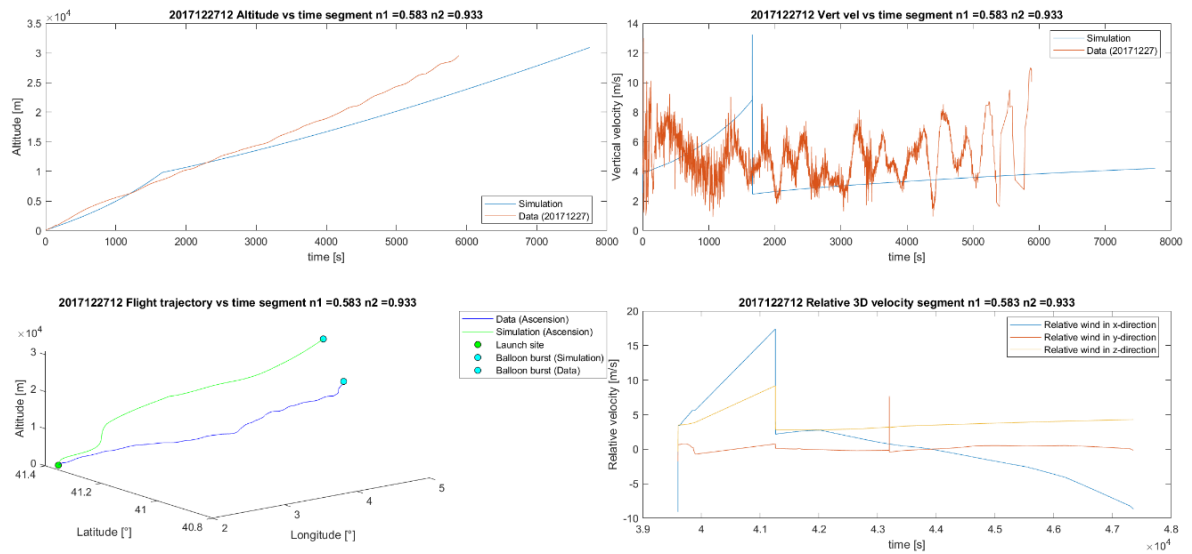 2017122712 Altitude vs time segment n1 =0.583 n2 =0.933
×10^4
3.5
3
2.5
2
1.5
1
0.5
0
Altitude [m]
0 1000 2000 3000 4000 5000 6000 7000 8000
time [s]
Simulation
Data (20171227)
2017122712 Vert vel vs time segment n1 =0.583 n2 =0.933
14
12
10
8
6
4
2
0
Vertical velocity [m/s]
0 1000 2000 3000 4000 5000 6000 7000 8000
time [s]
Simulation
Data (20171227)
2017122712 Flight trajectory vs time segment n1 =0.583 n2 =0.933
×10^4
3
2
1
0
Altitude [m]
41.4
41.2
41
40.8
Latitude [°]
2
3
4
5
Longitude [°]
Data (Ascension)
Simulation (Ascension)
Launch site
Balloon burst (Simulation)
Balloon burst (Data)
2017122712 Relative 3D velocity segment n1 =0.583 n2 =0.933
20
15
10
5
0
-5
-10
Relative velocity [m/s]
3.9 4 4.1 4.2 4.3 4.4 4.5 4.6 4.7 4.8
time [s]
×10^4
Relative wind in x-direction
Relative wind in y-direction
Relative wind in z-direction